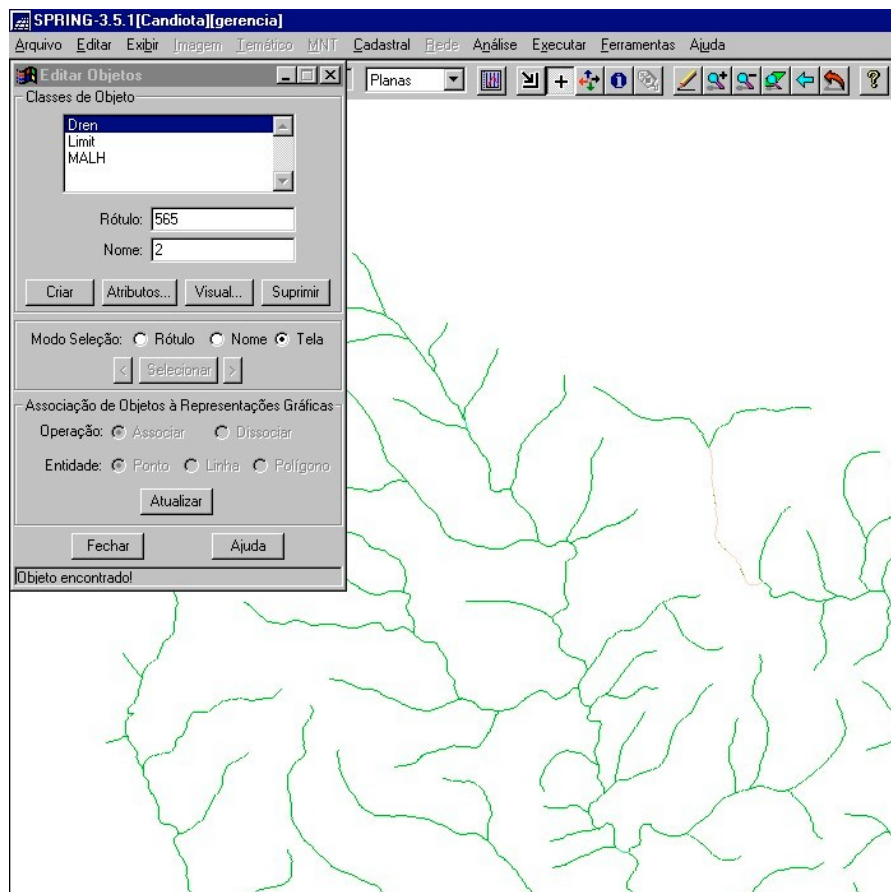 SPRING-3.5.1[Candiota][gerencia]
Arquivo Editar Exibir Imagem Temático MNT Cadastral Rede Análise Executar Ferramentas Ajuda
Editar Objetos
Planas
Classes de Objeto
Dren
Limit
MALH
Rótulo: 565
Nome: 2
Criar Atributos... Visual... Suprimir
Modo Seleção: Rótulo Nome Tela
< Selecionar >
Associação de Objetos à Representações Gráficas
Operação: Associar Dissociar
Entidade: Ponto Linha Polígono
Atualizar
Fechar Ajuda
Objeto encontrado!